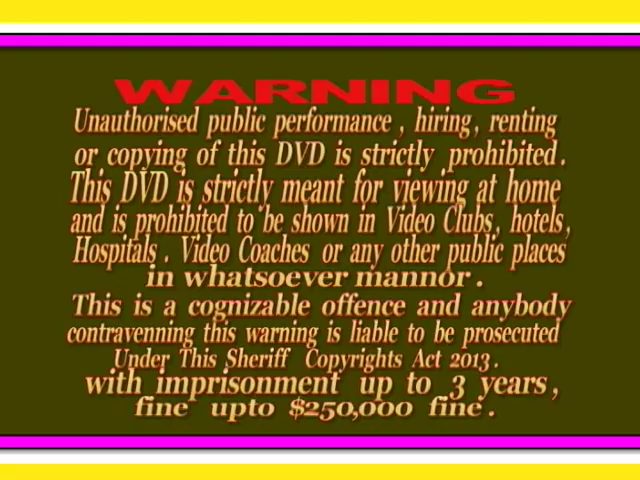 WARNING
Unauthorised public performance , hiring, renting
or copying of this DVD is strictly prohibited.
This DVD is strictly meant for viewing at home
and is prohibited to be shown in Video Clubs, hotels,
Hospitals . Video Coaches or any other public places
in whatsoever mannor .
This is a cognizable offence and anybody
contravenning this warning is liable to be prosecuted
Under This Sheriff Copyrights Act 2013 .
with imprisonment up to 3 years ,
fine upto $250,000 fine .